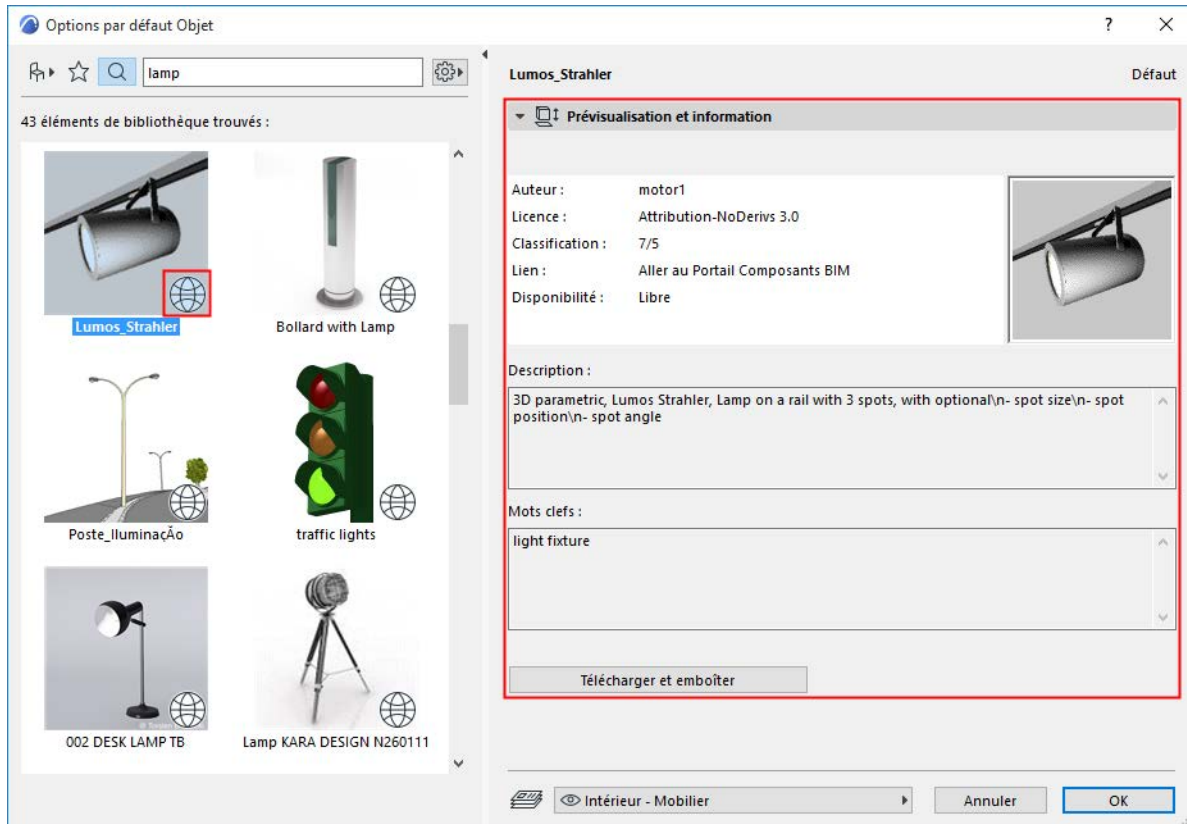 Options par défaut Objet
?
lamp
43 éléments de bibliothèque trouvés :
Lumos_Strahler
Bollard with Lamp
Poste_IluminaçÃo
traffic lights
002 DESK LAMP TB
Lamp KARA DESIGN N260111
Lumos_Strahler
Défaut
Prévisualisation et information
Auteur : motor1
Licence : Attribution-NoDerivs 3.0
Classification : 7/5
Lien : Aller au Portail Composants BIM
Disponibilité : Libre
Description :
3D parametric, Lumos Strahler, Lamp on a rail with 3 spots, with optional\n- spot size\n- spot
position\n- spot angle
Mots clefs :
light fixture
Télécharger et emboîter
Intérieur - Mobilier
Annuler
OK